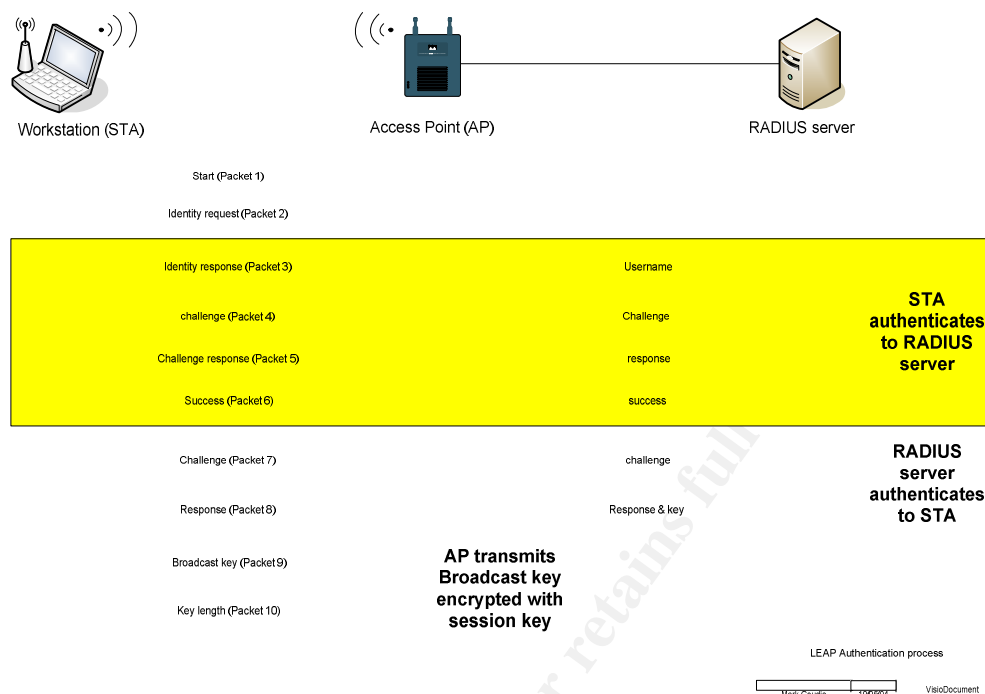 Workstation (STA)
Access Point (AP)
RADIUS server
Start (Packet 1)
Identity request (Packet 2)
Identity response (Packet 3)
Username
challenge (Packet 4)
Challenge
Challenge response (Packet 5)
response
Success (Packet 6)
success
STA
authenticates
to RADIUS
server
Challenge (Packet 7)
challenge
Response (Packet 8)
Response & key
RADIUS
server
authenticates
to STA
Broadcast key (Packet 9)
Key length (Packet 10)
AP transmits
Broadcast key
encrypted with
session key
r retains full
LEAP Authentication process
VisioDocument